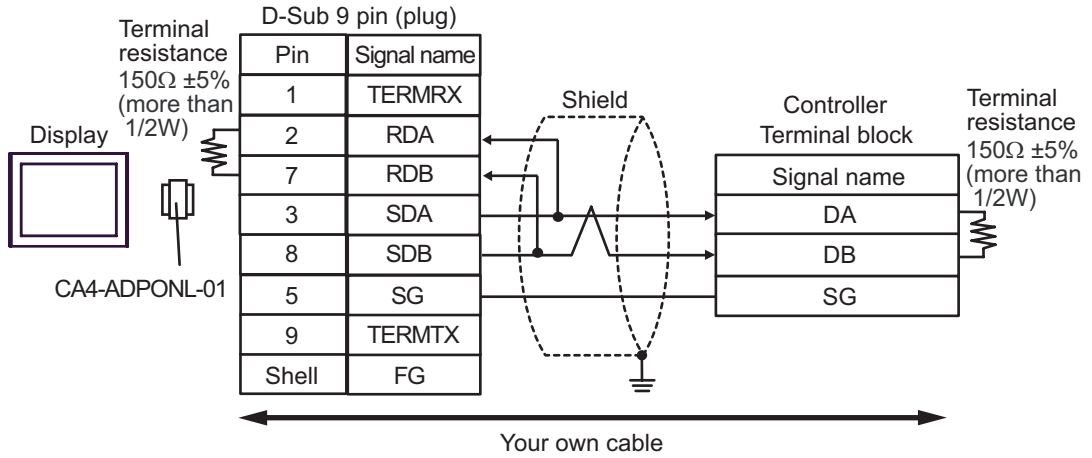 D-Sub 9 pin (plug)
Terminal
resistance
150Ω ±5%
(more than
1/2W)
Display
CA4-ADPONL-01
Pin Signal name
1 TERMRX
2 RDA
7 RDB
3 SDA
8 SDB
5 SG
9 TERMTX
Shell FG
Shield
Controller
Terminal block
Signal name
DA
DB
SG
Terminal
resistance
150Ω ±5%
(more than
1/2W)
Your own cable